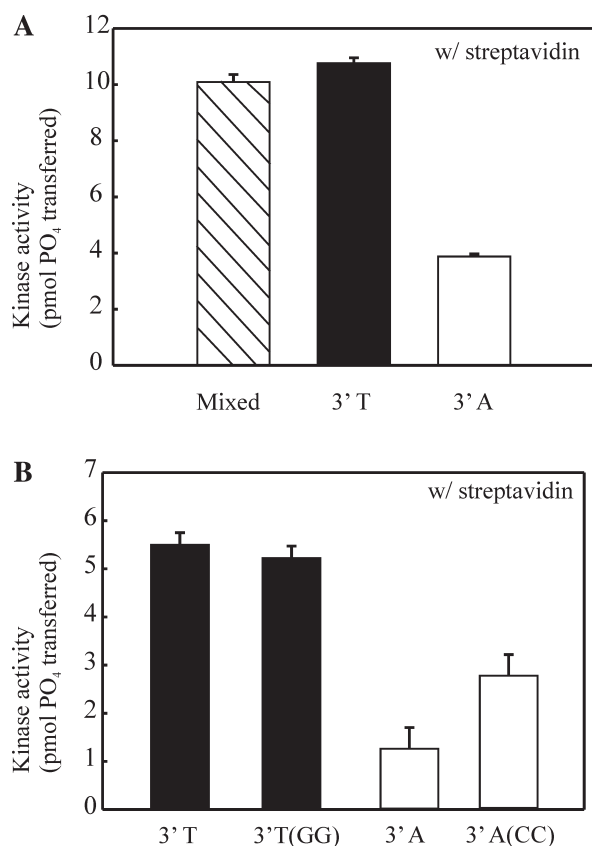 A
12
w/ streptavidin
10
8
6
4
2
0
Kinase activity
(pmol PO₄ transferred)
Mixed 3’ T 3’ A
B
7
w/ streptavidin
6
5
4
3
2
1
0
Kinase activity
(pmol PO₄ transferred)
3’ T 3’T(GG) 3’ A 3’A(CC)